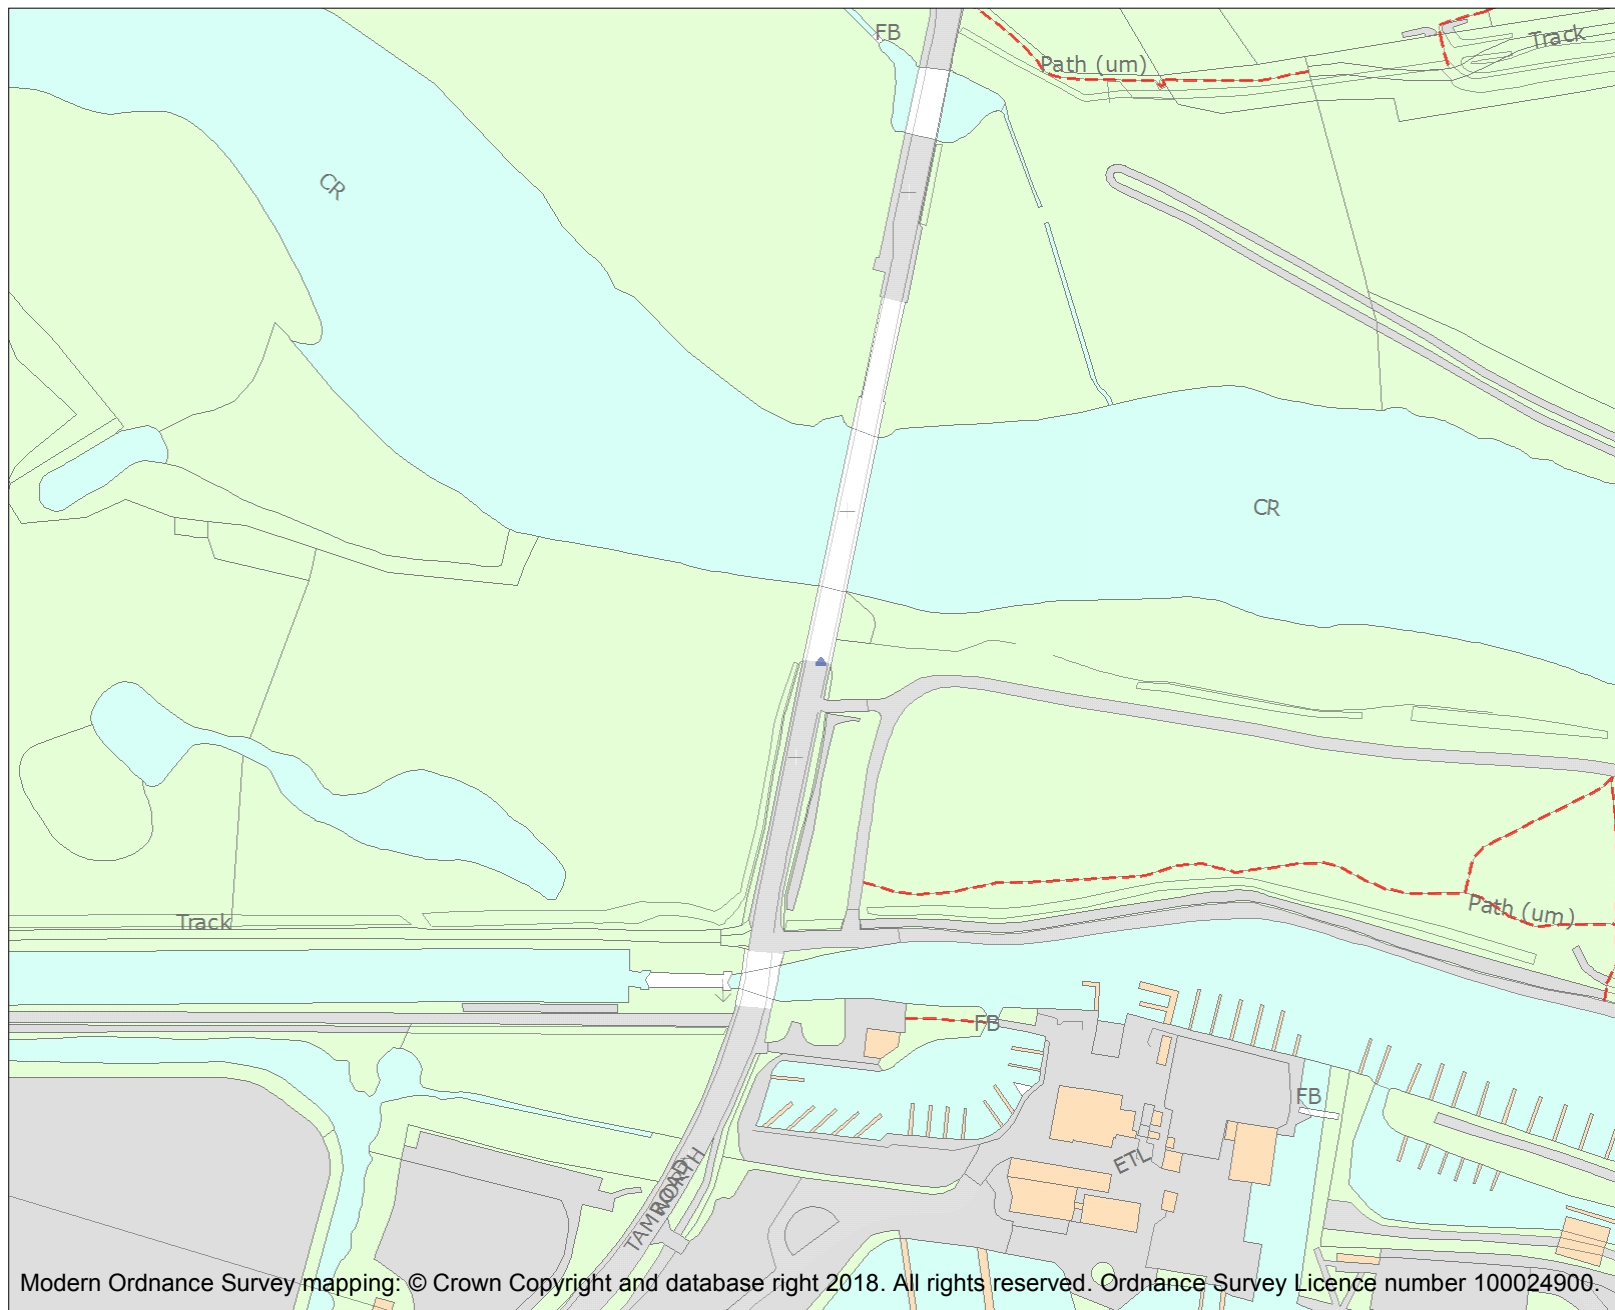 FB
Path (um)
Track
CR
CR
Track
Path (um)
FB
FB
ETL
TAMWORTH
ROAD
Modern Ordnance Survey mapping: © Crown Copyright and database right 2018. All rights reserved. Ordnance Survey Licence number 100024900.